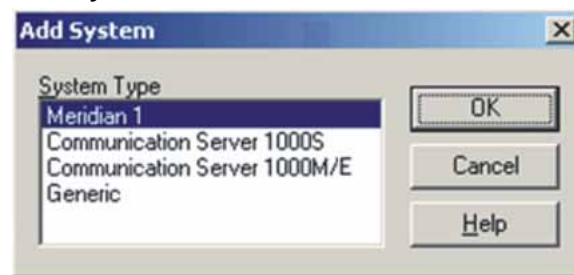 Add System
System Type
Meridian 1
Communication Server 1000S
Communication Server 1000M/E
Generic
OK
Cancel
Help